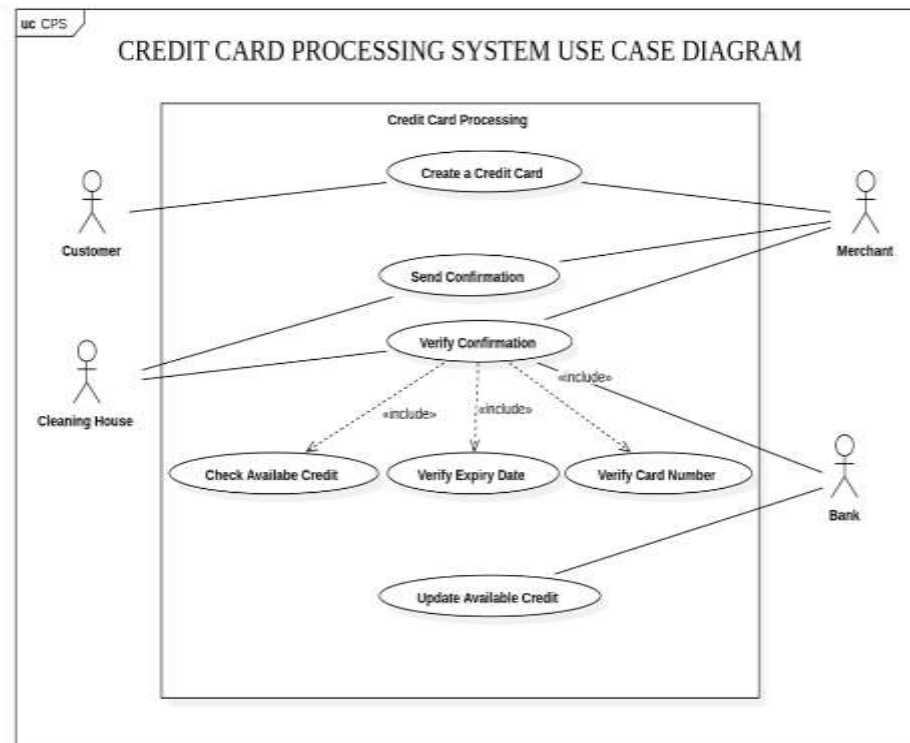 uc CPS
CREDIT CARD PROCESSING SYSTEM USE CASE DIAGRAM
Credit Card Processing
Create a Credit Card
Customer
Merchant
Send Confirmation
Verify Confirmation
«include»
«include»
«include»
Cleaning House
Check Availabe Credit
Verify Expiry Date
Verify Card Number
Bank
Update Available Credit